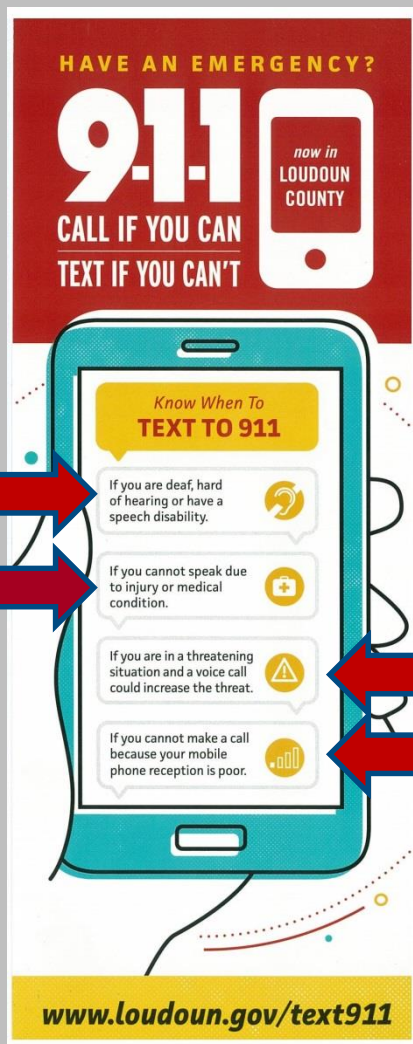 HAVE AN EMERGENCY?
9-1-1
now in
LOUDOUN
COUNTY
CALL IF YOU CAN
TEXT IF YOU CAN'T
Know When To
TEXT TO 911
If you are deaf, hard
of hearing or have a
speech disability.
If you cannot speak due
to injury or medical
condition.
If you are in a threatening
situation and a voice call
could increase the threat.
If you cannot make a call
because your mobile
phone reception is poor.
www.loudoun.gov/text911